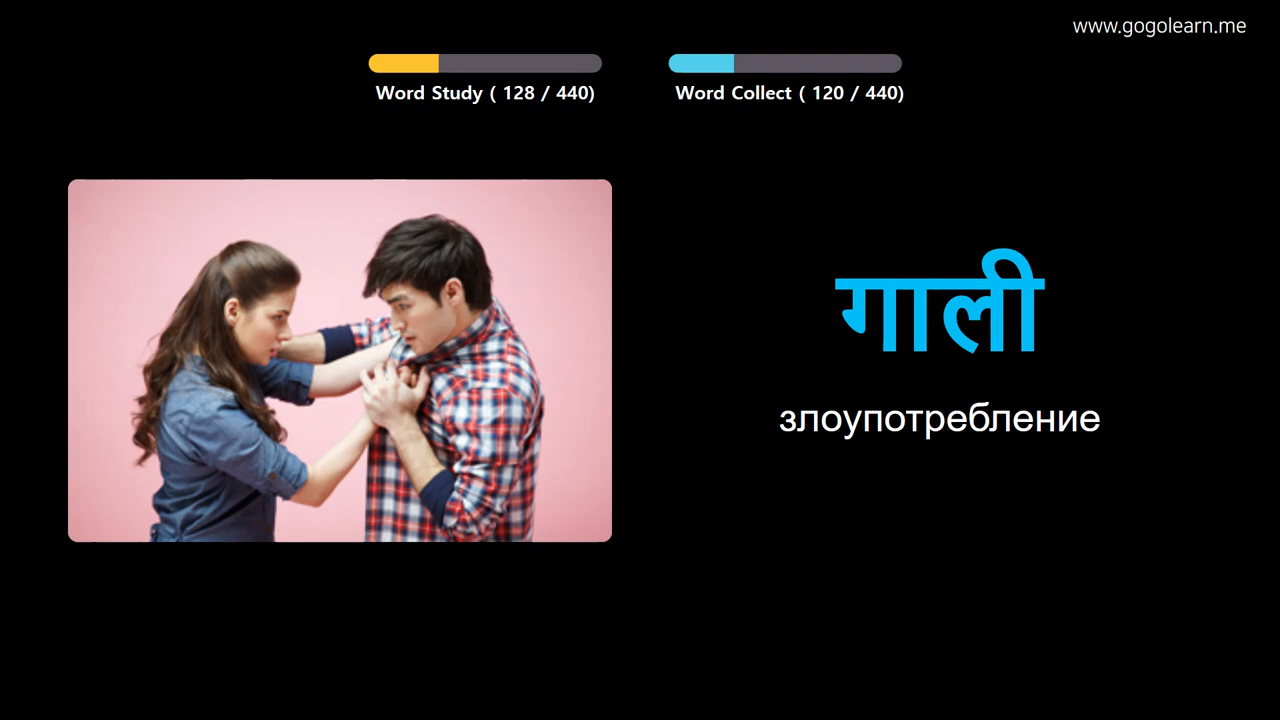 www.gogolearn.me
Word Study ( 128 / 440)
Word Collect ( 120 / 440)
गाली
злоупотребление